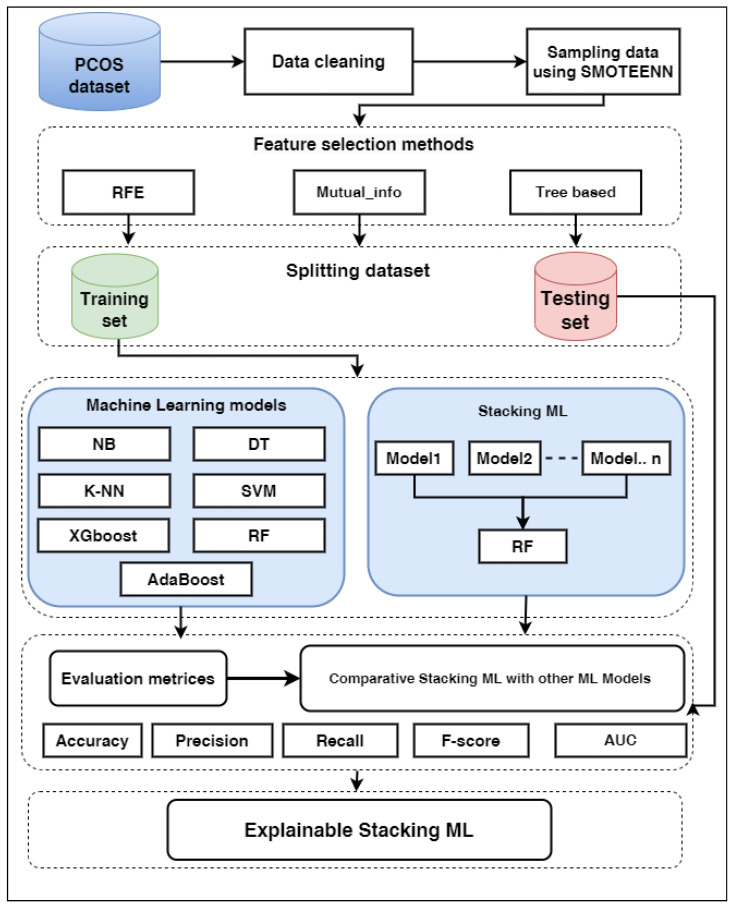 PCOS
dataset
Data cleaning
Sampling data
using SMOTEENN
Feature selection methods
RFE
Mutual_info
Tree based
Splitting dataset
Training
set
Testing
set
Machine Learning models
NB
DT
K-NN
SVM
XGboost
RF
AdaBoost
Stacking ML
Model1
Model2
Model.. n
RF
Evaluation metrices
Comparative Stacking ML with other ML Models
Accuracy
Precision
Recall
F-score
AUC
Explainable Stacking ML